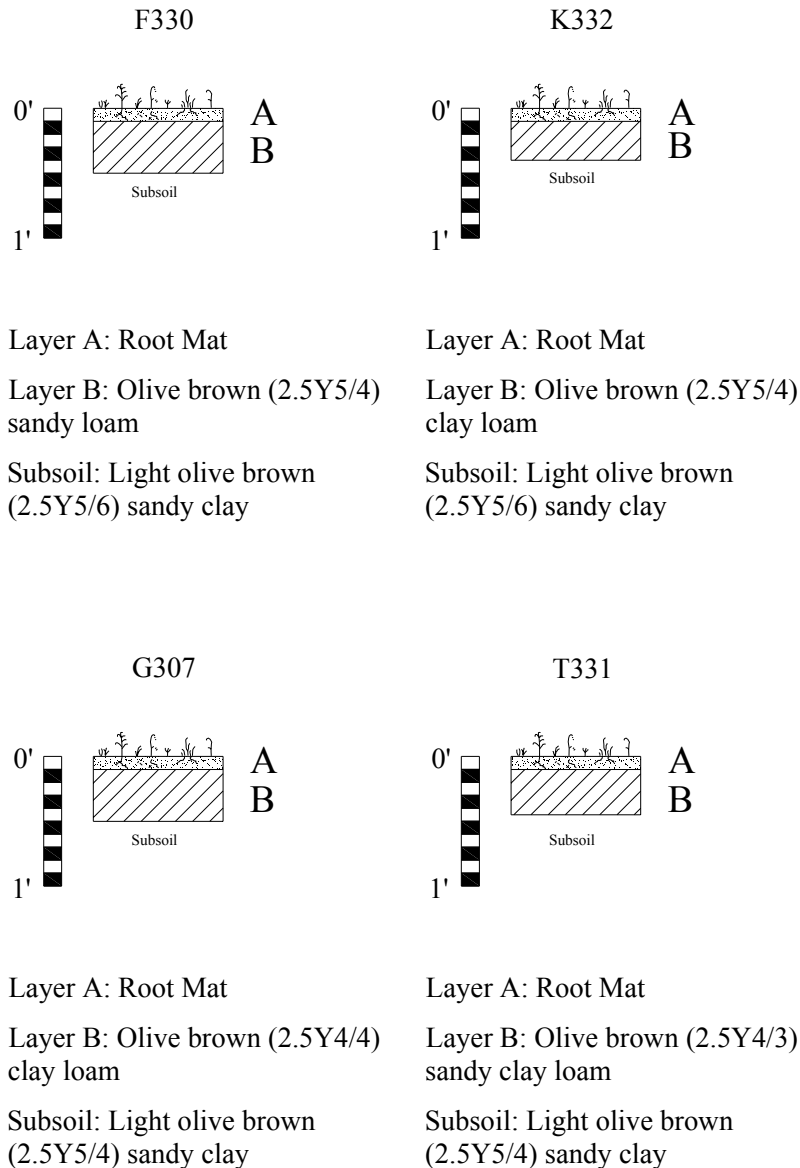 F330
0'
A
B
Subsoil
1'
Layer A: Root Mat
Layer B: Olive brown (2.5Y5/4)
sandy loam
Subsoil: Light olive brown
(2.5Y5/6) sandy clay
K332
0'
A
B
Subsoil
1'
Layer A: Root Mat
Layer B: Olive brown (2.5Y5/4)
clay loam
Subsoil: Light olive brown
(2.5Y5/6) sandy clay
G307
0'
A
B
Subsoil
1'
Layer A: Root Mat
Layer B: Olive brown (2.5Y4/4)
clay loam
Subsoil: Light olive brown
(2.5Y5/4) sandy clay
T331
0'
A
B
Subsoil
1'
Layer A: Root Mat
Layer B: Olive brown (2.5Y4/3)
sandy clay loam
Subsoil: Light olive brown
(2.5Y5/4) sandy clay